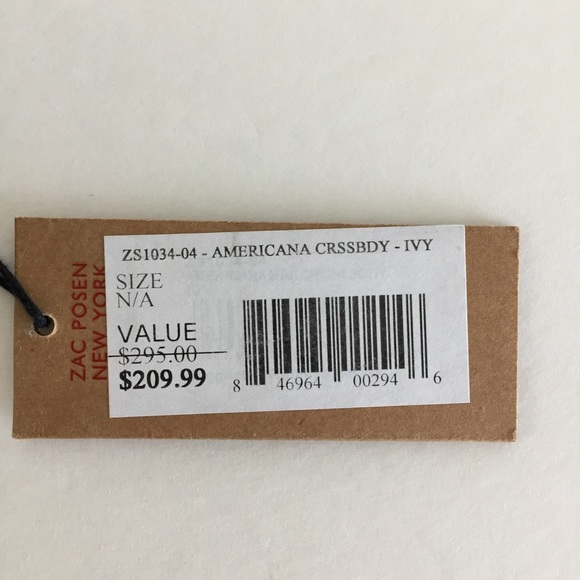 ZAC POSEN
NEW YORK
ZS1034-04 - AMERICANA CRSSBDY - IVY
SIZE
N/A
VALUE
$295.00
$209.99
8 46964 00294 6